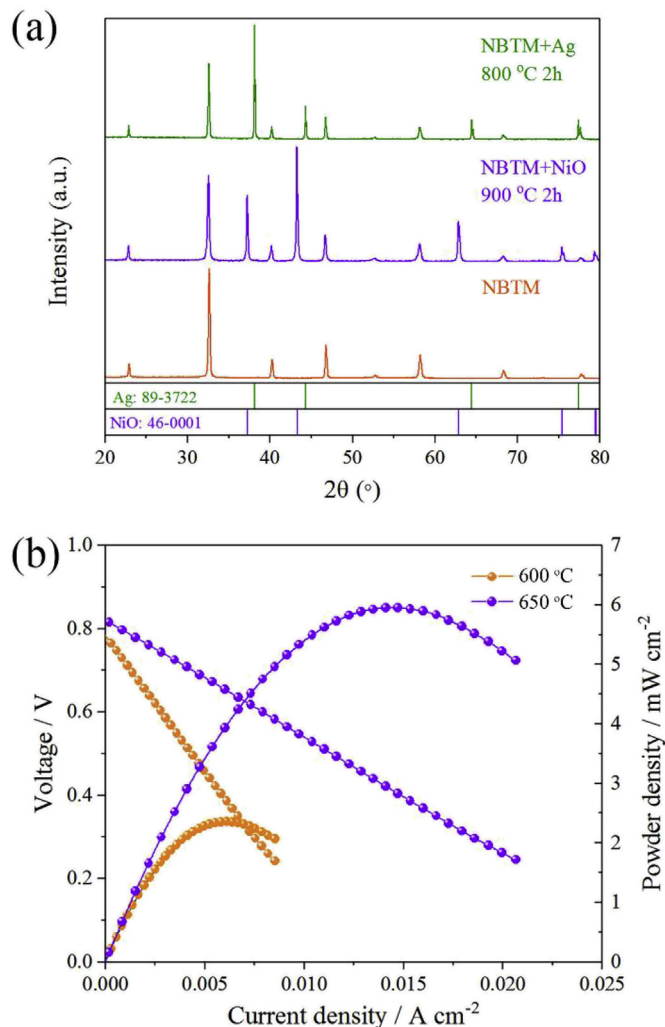 (a)
NBTM+Ag
800 °C 2h
NBTM+NiO
900 °C 2h
NBTM
Intensity (a.u.)
Ag: 89-3722
NiO: 46-0001
20 30 40 50 60 70 80
2θ (°)
(b)
600 °C
650 °C
1.0
0.8
0.6
0.4
0.2
0.0
Voltage / V
7
6
5
4
3
2
1
0
Powder density / mW cm⁻²
0.000 0.005 0.010 0.015 0.020 0.025
Current density / A cm⁻²